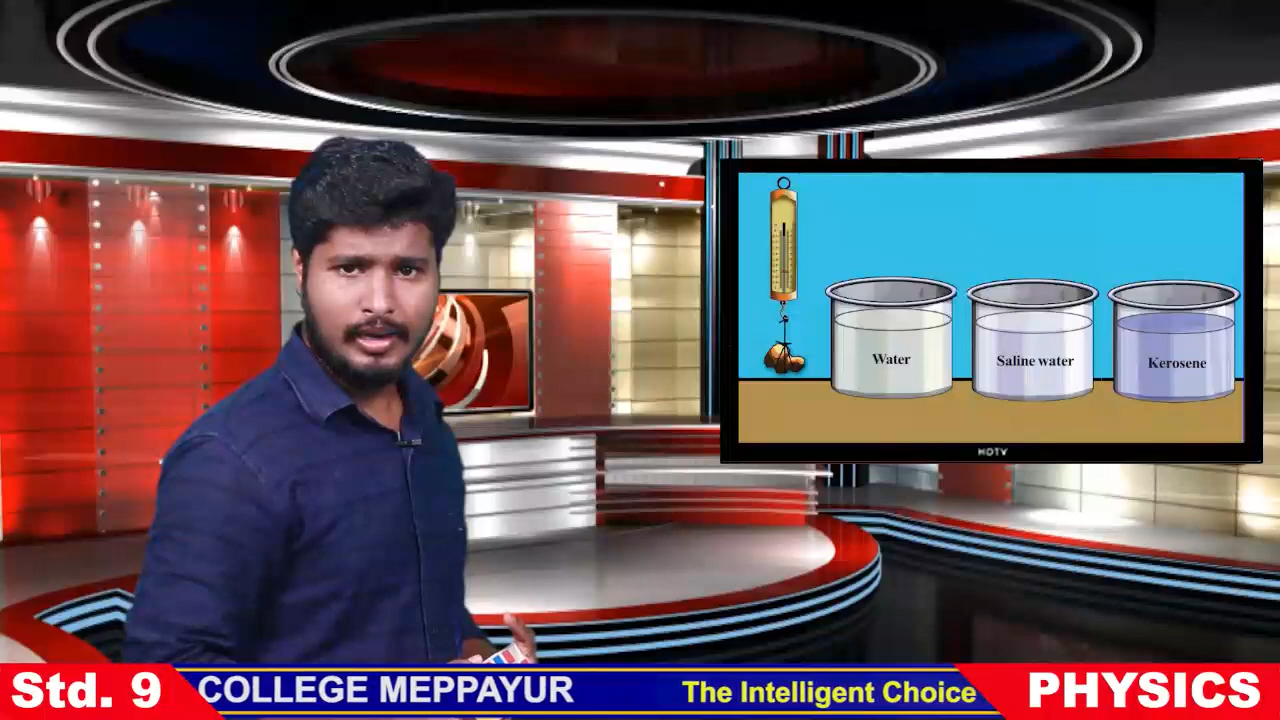 Water
Saline water
Kerosene
HDTV
Std. 9
COLLEGE MEPPAYUR
The Intelligent Choice
PHYSICS